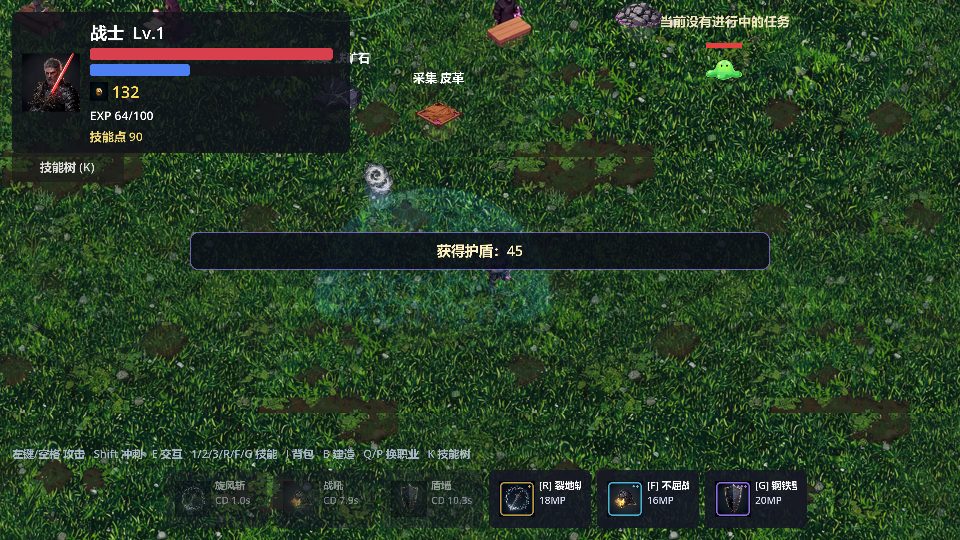 战士 Lv.1
132
EXP 64/100
技能点 90
技能树 (K)
矿石
采集 皮革
当前没有进行中的任务
获得护盾：45
左键/空格 攻击 Shift 冲刺 E 交互 1/2/3/R/F/G 技能 I 背包 B 建造 Q/P 换职业 K 技能树
旋风斩
CD 1.0s
战吼
CD 7.9s
盾墙
CD 10.3s
[R] 裂地斩
18MP
[F] 不屈战
16MP
[G] 钢铁
20MP